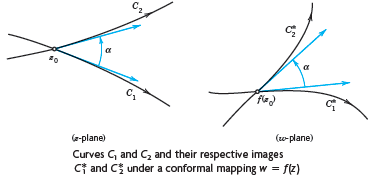 C₂
C₂*
α
z₀
α
C₁
f(z₀)
C₁*
(z-plane)
(w-plane)
Curves C₁ and C₂ and their respective images
C₁* and C₂* under a conformal mapping w = f(z)